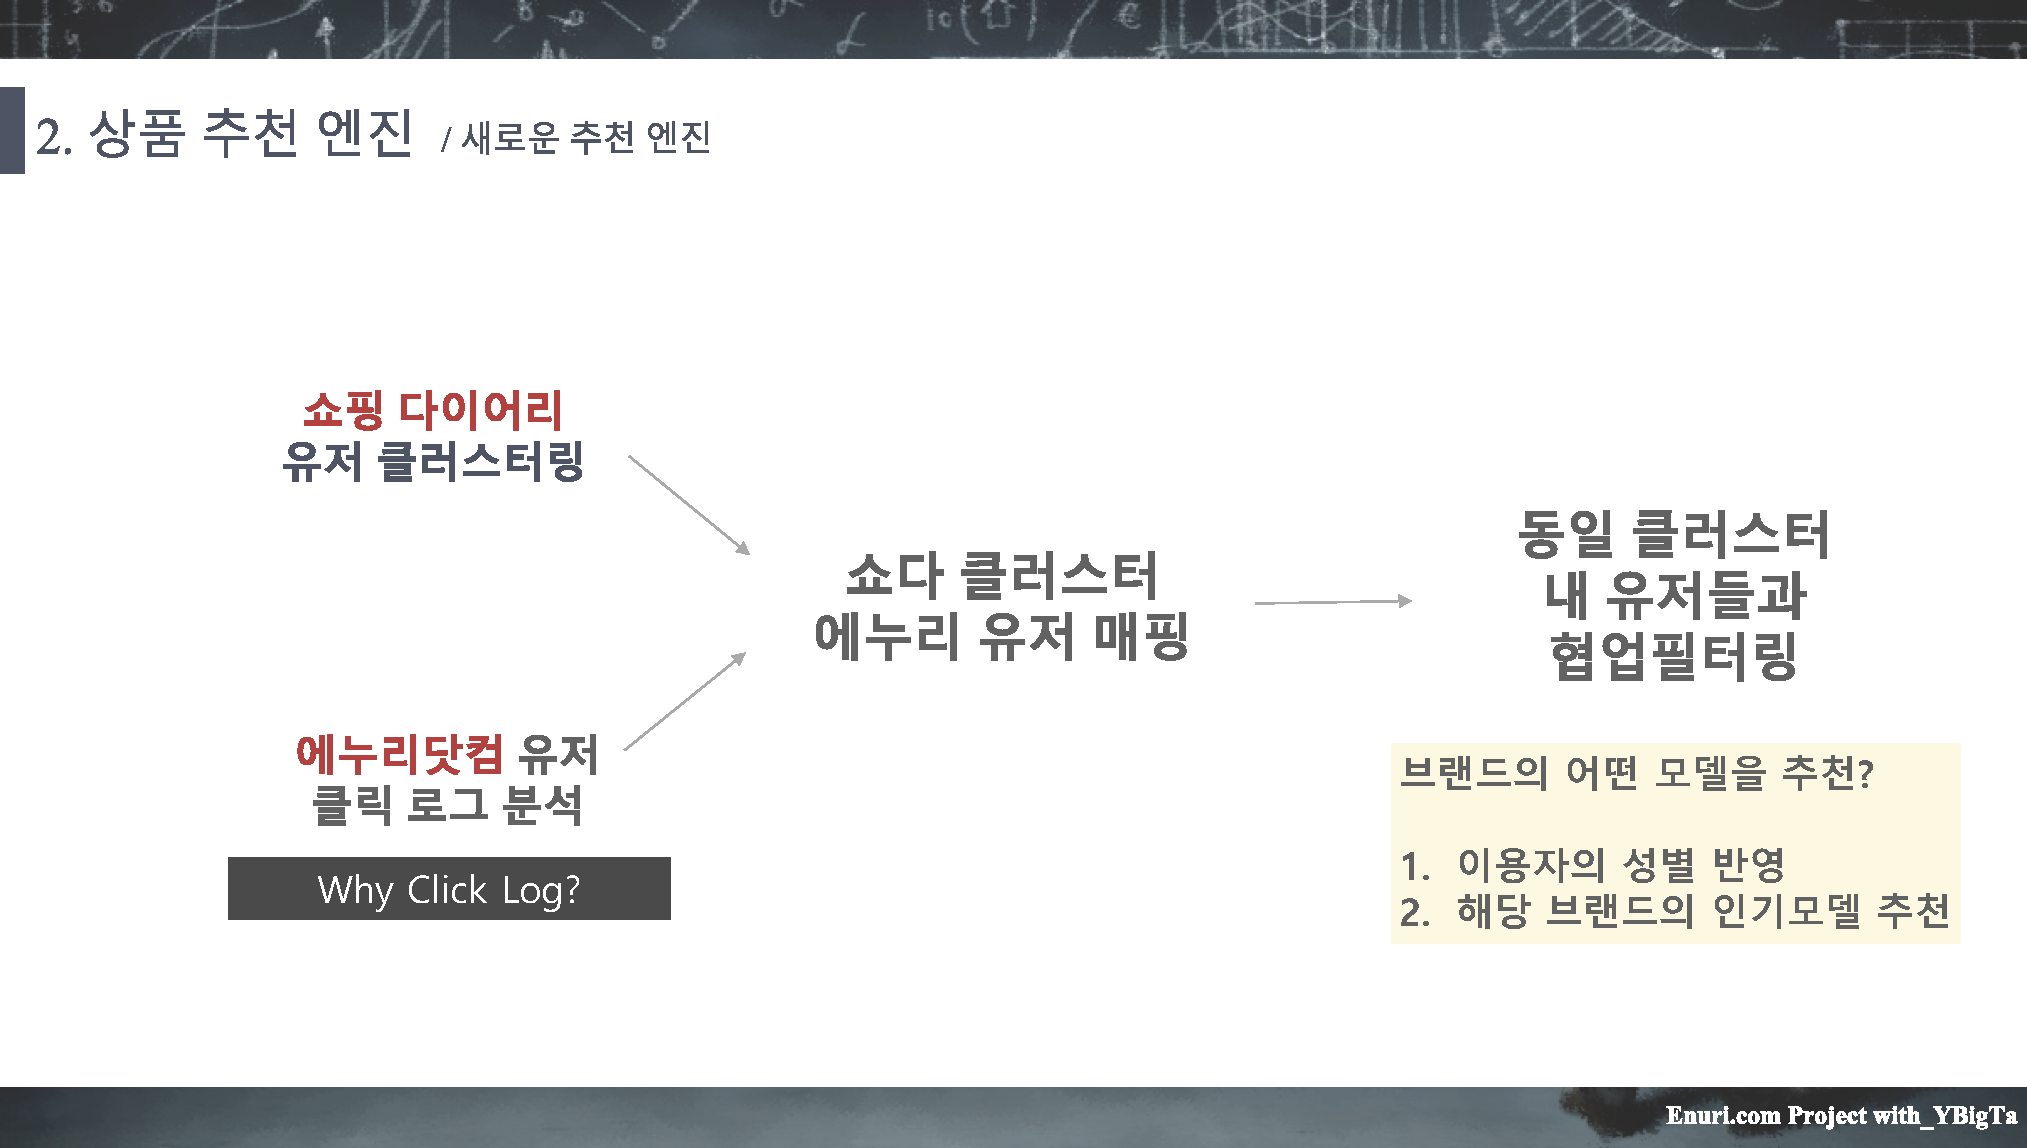 2. 상품 추천 엔진 / 새로운 추천 엔진
쇼핑 다이어리
유저 클러스터링
에누리닷컴 유저
클릭 로그 분석
Why Click Log?
쇼다 클러스터
에누리 유저 매핑
동일 클러스터
내 유저들과
협업필터링
브랜드의 어떤 모델을 추천?
1. 이용자의 성별 반영
2. 해당 브랜드의 인기모델 추천
Enuri.com Project with_YBigTa